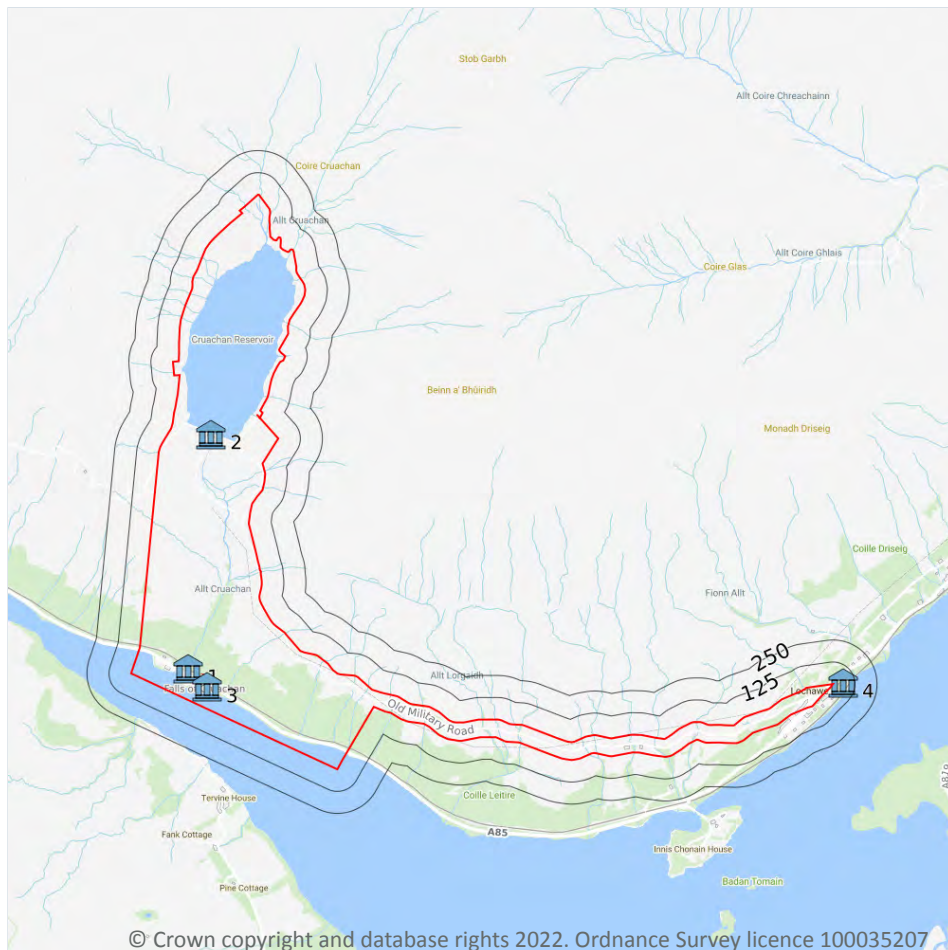 Stob Garbh
Allt Coire Chreachainn
Coire Cruachan
Allt Cruachan
Allt Coire Ghlais
Coire Glas
Cruachan Reservoir
Beinn a' Bhùiridh
Monadh Driseig
2
Coille Driseig
Allt Cruachan
Fionn Allt
250
Allt Lorgaidh
1
125
Falls of
3
4
Old Military Road
Tervine House
Coille Leitire
A85
A819
Fank Cottage
Innis Chonain House
Pine Cottage
Badan Tomain
© Crown copyright and database rights 2022. Ordnance Survey licence 100035207